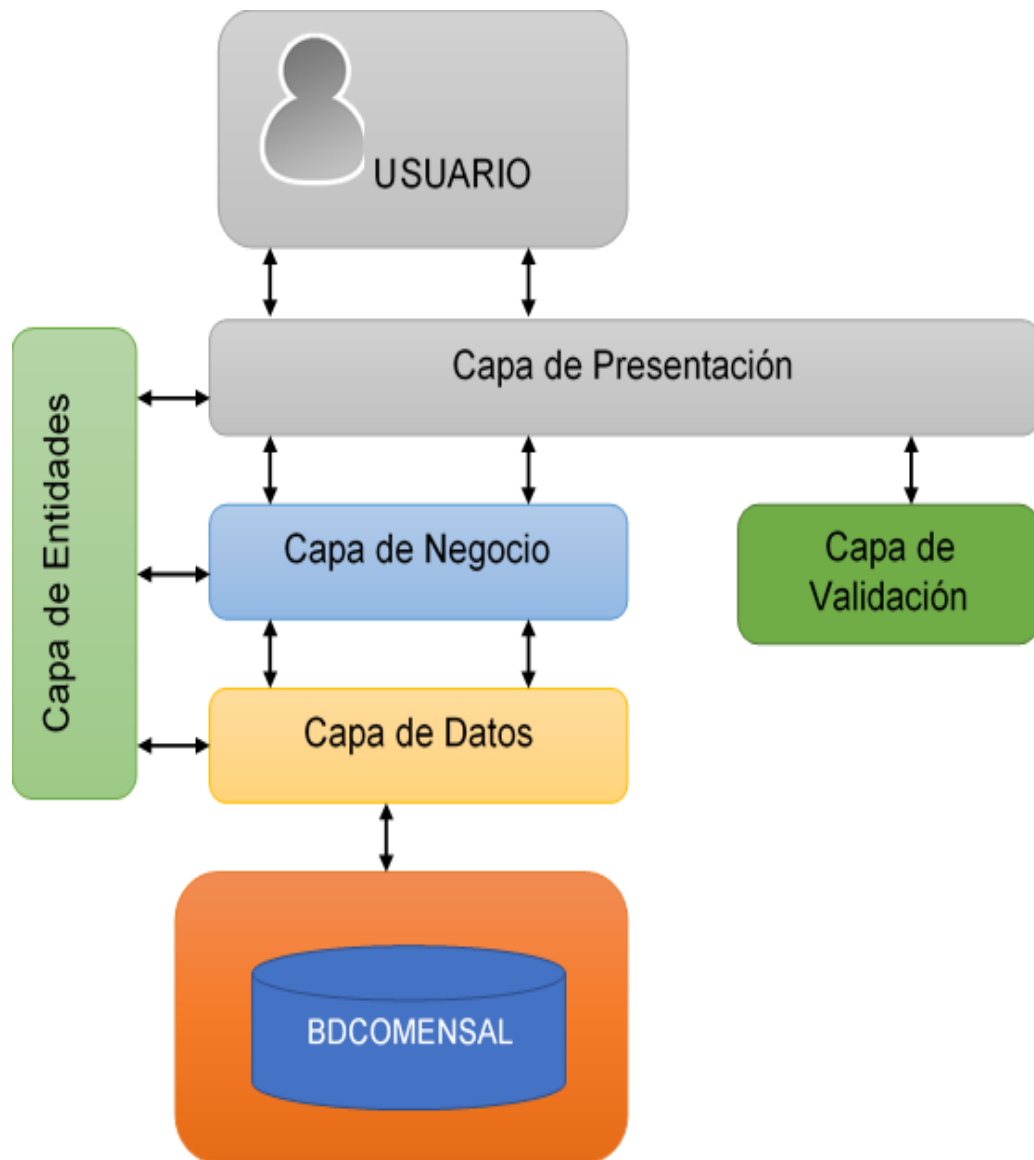 USUARIO
Capa de Presentación
Capa de Entidades
Capa de Negocio
Capa de
Validación
Capa de Datos
BDCOMENSAL